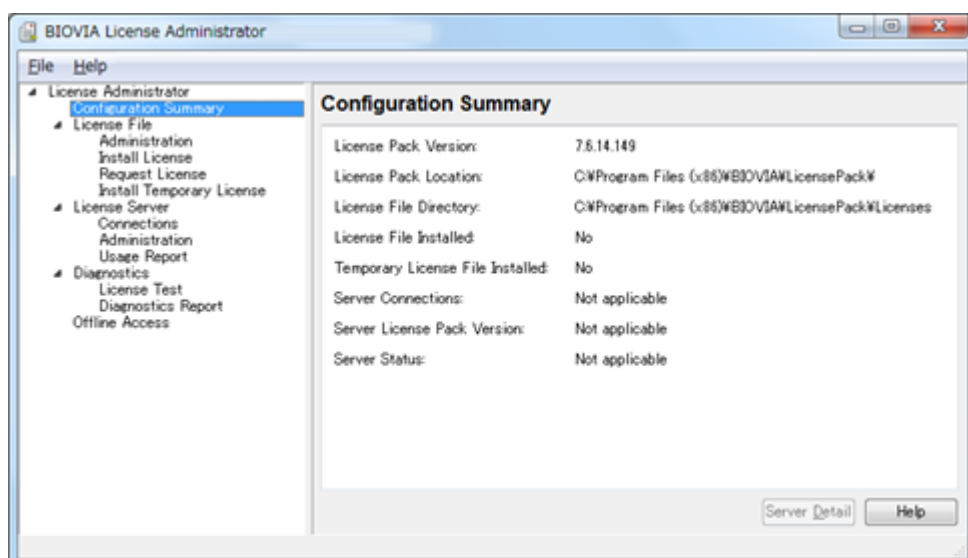 BIOVIA License Administrator
File Help
License Administrator
Configuration Summary
License File
Administration
Install License
Request License
Install Temporary License
License Server
Connections
Administration
Usage Report
Diagnostics
License Test
Diagnostics Report
Offline Access
Configuration Summary
License Pack Version: 7.6.14.149
License Pack Location: C:¥Program Files (x86)¥BIOVIA¥LicensePack¥
License File Directory: C:¥Program Files (x86)¥BIOVIA¥LicensePack¥Licenses
License File Installed: No
Temporary License File Installed: No
Server Connections: Not applicable
Server License Pack Version: Not applicable
Server Status: Not applicable
Server Detail Help